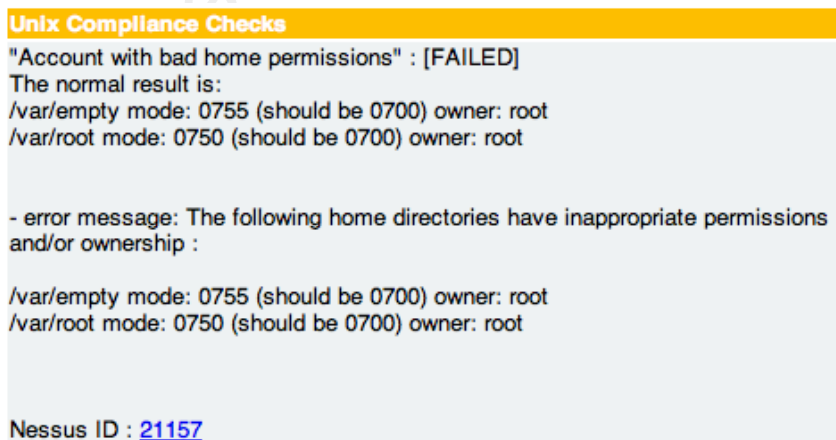 Unix Compliance Checks
"Account with bad home permissions" : [FAILED]
The normal result is:
/var/empty mode: 0755 (should be 0700) owner: root
/var/root mode: 0750 (should be 0700) owner: root
- error message: The following home directories have inappropriate permissions
and/or ownership :
/var/empty mode: 0755 (should be 0700) owner: root
/var/root mode: 0750 (should be 0700) owner: root
Nessus ID : 21157